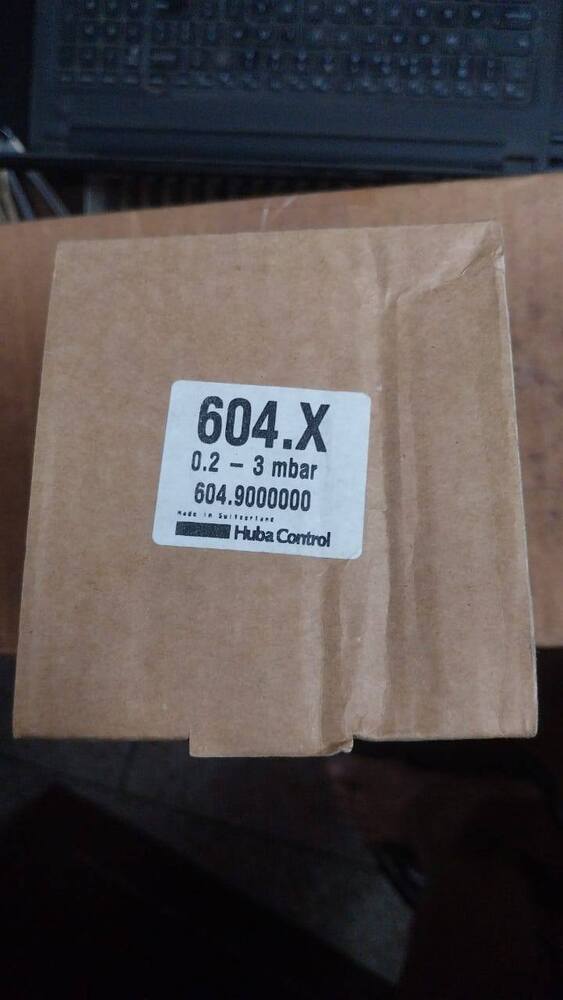 604.X
0.2 – 3 mbar
604.9000000
Made in Switzerland
Huba Control